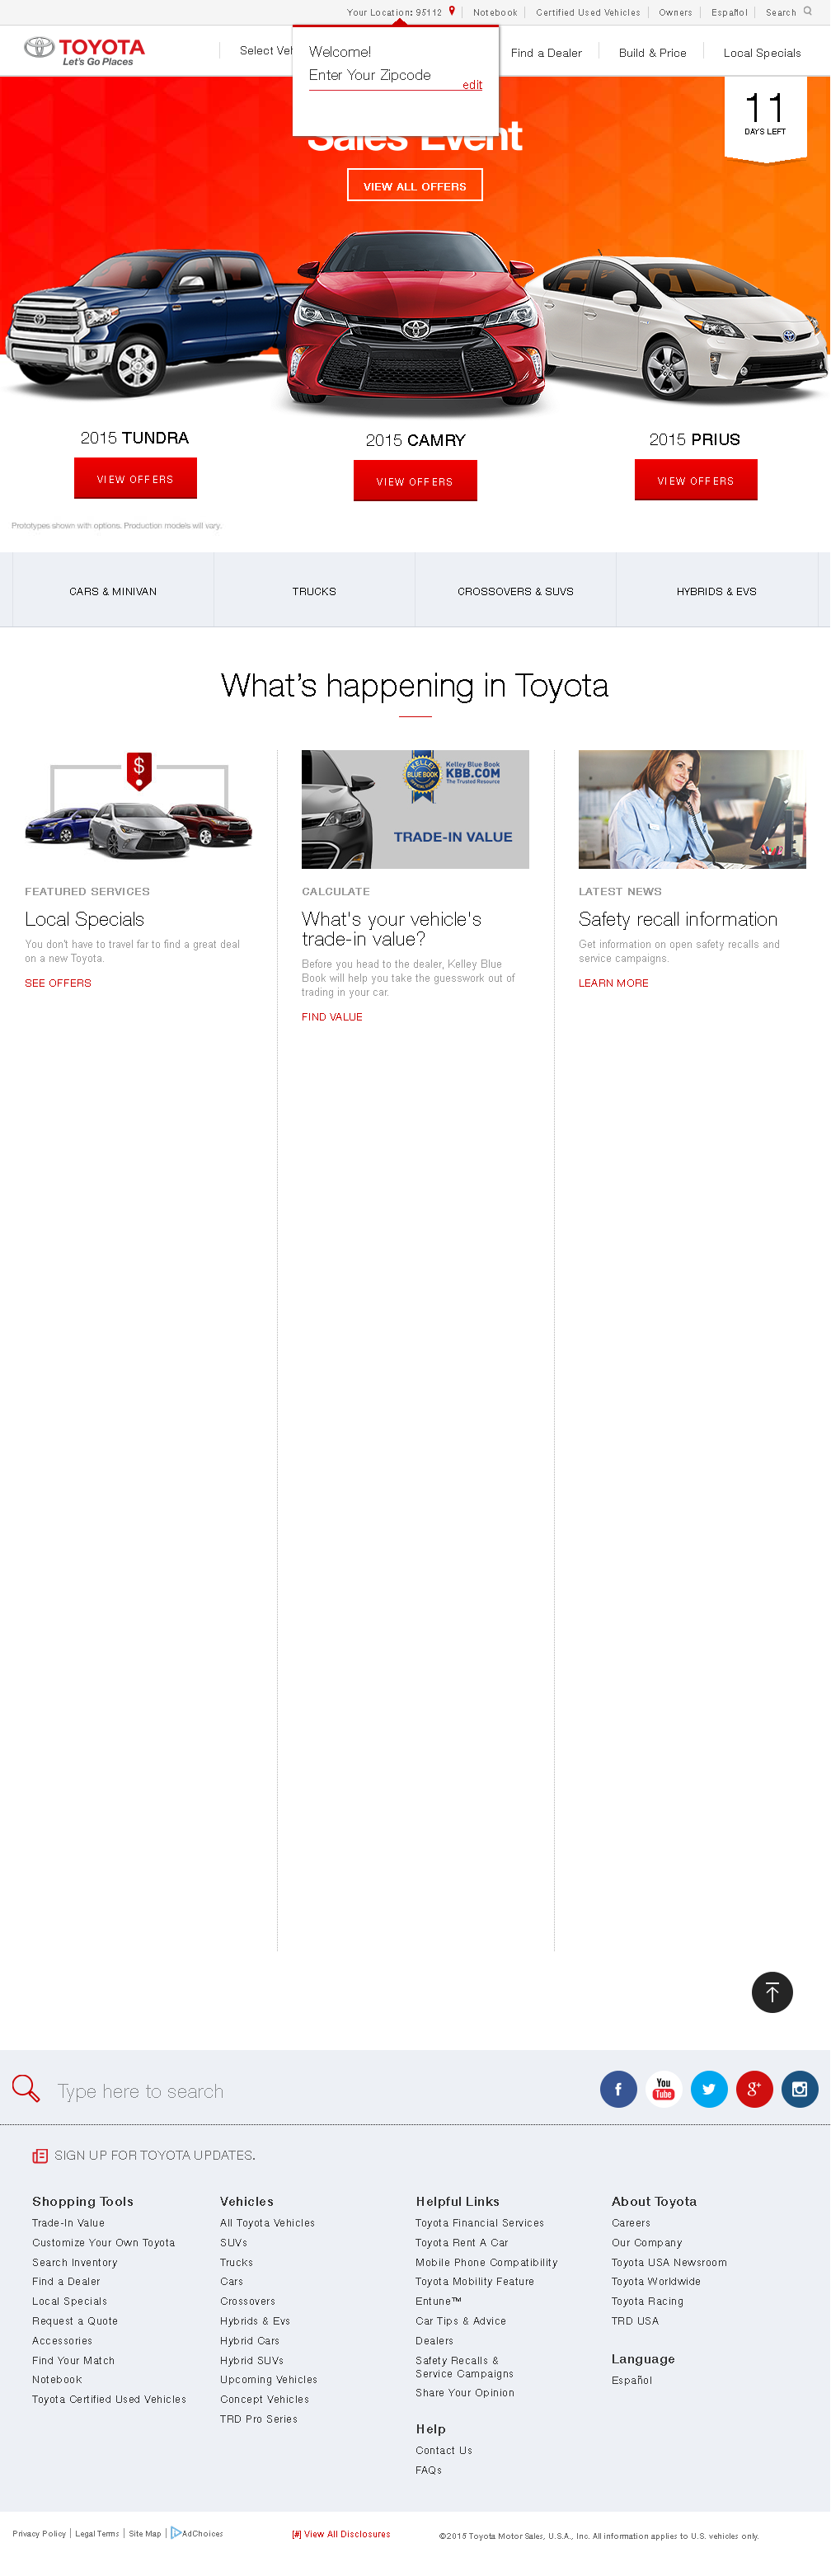 Your Location: 95112
Notebook
Certified Used Vehicles
Owners
Español
Search
TOYOTA
Let's Go Places
Select
Welcome!
Enter Your Zipcode
edit
Find a Dealer
Build & Price
Local Specials
Sales Event
VIEW ALL OFFERS
11
DAYS LEFT
2015 TUNDRA
VIEW OFFERS
2015 CAMRY
VIEW OFFERS
2015 PRIUS
VIEW OFFERS
Prototypes shown with options. Production models will vary.
CARS & MINIVAN
TRUCKS
CROSSOVERS & SUVS
HYBRIDS & EVS
What's happening in Toyota
$
FEATURED SERVICES
Local Specials
You don't have to travel far to find a great deal
on a new Toyota.
SEE OFFERS
KELLEY
BLUE BOOK
Kelley Blue Book
KBB.COM
The Trusted Resource
TRADE-IN VALUE
CALCULATE
What's your vehicle's
trade-in value?
Before you head to the dealer, Kelley Blue
Book will help you take the guesswork out of
trading in your car.
FIND VALUE
LATEST NEWS
Safety recall information
Get information on open safety recalls and
service campaigns.
LEARN MORE
Type here to search
f
You
Tube
g+
SIGN UP FOR TOYOTA UPDATES.
Shopping Tools
Trade-In Value
Customize Your Own Toyota
Search Inventory
Find a Dealer
Local Specials
Request a Quote
Accessories
Find Your Match
Notebook
Toyota Certified Used Vehicles
Vehicles
All Toyota Vehicles
SUVs
Trucks
Cars
Crossovers
Hybrids & Evs
Hybrid Cars
Hybrid SUVs
Upcoming Vehicles
Concept Vehicles
TRD Pro Series
Helpful Links
Toyota Financial Services
Toyota Rent A Car
Mobile Phone Compatibility
Toyota Mobility Feature
Entune™
Car Tips & Advice
Dealers
Safety Recalls &
Service Campaigns
Share Your Opinion
Help
Contact Us
FAQs
About Toyota
Careers
Our Company
Toyota USA Newsroom
Toyota Worldwide
Toyota Racing
TRD USA
Language
Español
Privacy Policy | Legal Terms | Site Map | AdChoices
[#] View All Disclosures
©2015 Toyota Motor Sales, U.S.A., Inc. All information applies to U.S. vehicles only.